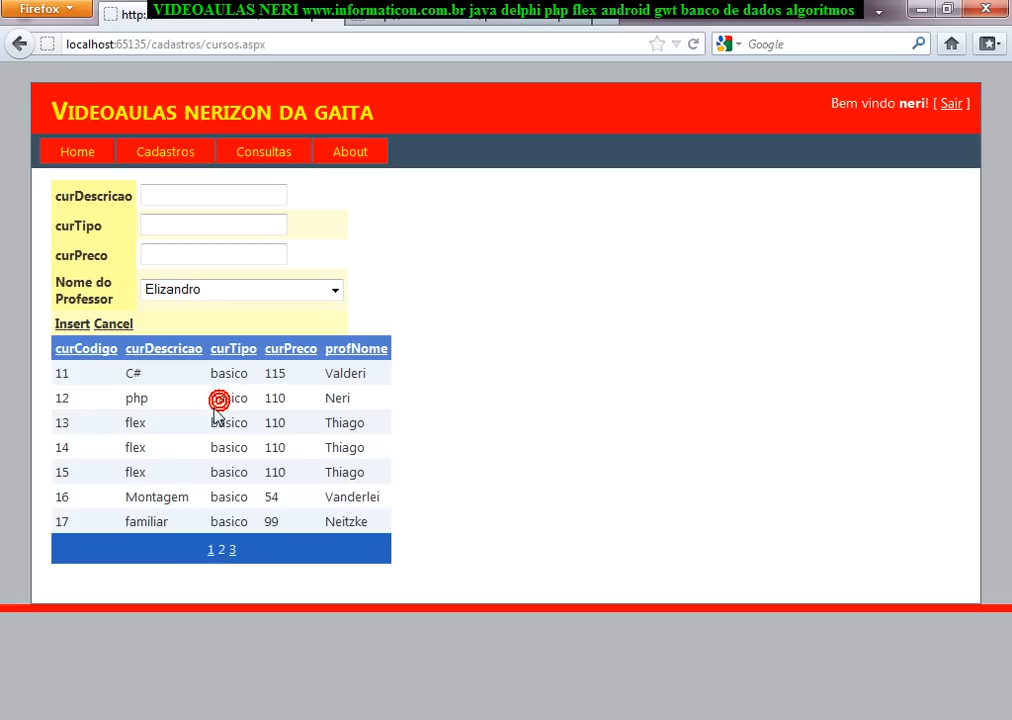 Firefox
http:
VIDEOAULAS NERI www.informaticon.com.br java delphi php flex android gwt banco de dados algoritmos
localhost:65135/cadastros/cursos.aspx
Google
VIDEOAULAS NERIZON DA GAITA
Bem vindo neri! [ Sair ]
Home Cadastros Consultas About
curDescricao
curTipo
curPreco
Nome do Professor Elizandro
Insert Cancel
curCodigo curDescricao curTipo curPreco profNome
11 C# basico 115 Valderi
12 php 110 Neri
13 flex basico 110 Thiago
14 flex basico 110 Thiago
15 flex basico 110 Thiago
16 Montagem basico 54 Vanderlei
17 familiar basico 99 Neitzke
1 2 3